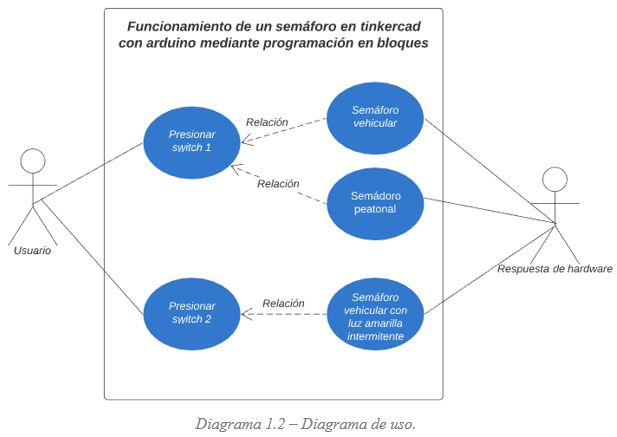 Funcionamiento de un semáforo en tinkercad
con arduino mediante programación en bloques
Semáforo
vehicular
Relación
Presionar
switch 1
Relación
Semádoro
peatonal
Usuario
Respuesta de hardware
Semáforo
vehicular con
luz amarilla
intermitente
Relación
Presionar
switch 2
Diagrama 1.2 – Diagrama de uso.